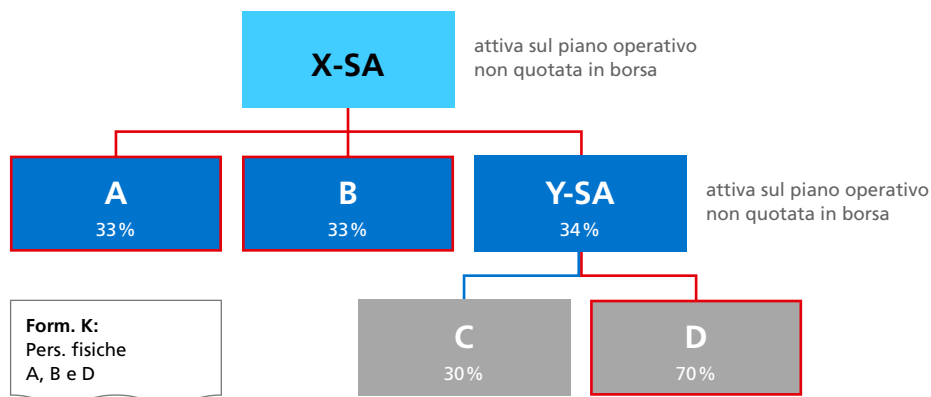 X-SA
attiva sul piano operativo
non quotata in borsa
A
33%
B
33%
Y-SA
34%
attiva sul piano operativo
non quotata in borsa
Form. K:
Pers. fisiche
A, B e D
C
30%
D
70%